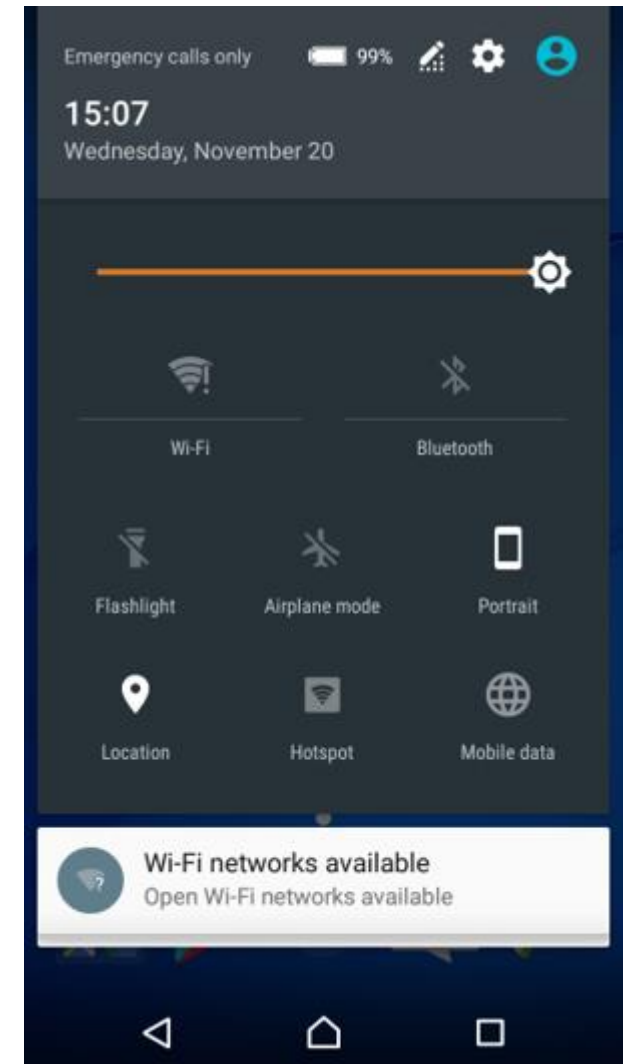 Emergency calls only 99%
15:07
Wednesday, November 20
Wi-Fi Bluetooth
Flashlight Airplane mode Portrait
Location Hotspot Mobile data
Wi-Fi networks available
Open Wi-Fi networks available